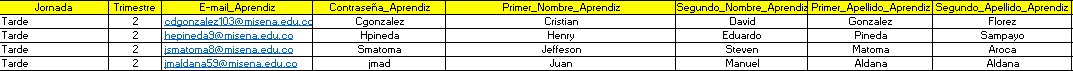 Jornada Trimestre E-mail_Aprendiz Contraseña_Aprendiz Primer_Nombre_Aprendiz Segundo_Nombre_Aprendiz Primer_Apellido_Aprendiz Segundo_Apellido_Aprendiz
Tarde 2 cdgonzalez103@misena.edu.co Cgonzalez Cristian David Gonzalez Florez
Tarde 2 hepineda9@misena.edu.co Hpineda Henry Eduardo Pineda Sampayo
Tarde 2 jsmatoma8@misena.edu.co Smatoma Jeffeson Steven Matoma Aroca
Tarde 2 jmaldana59@misena.edu.co jmad Juan Manuel Aldana Aldana